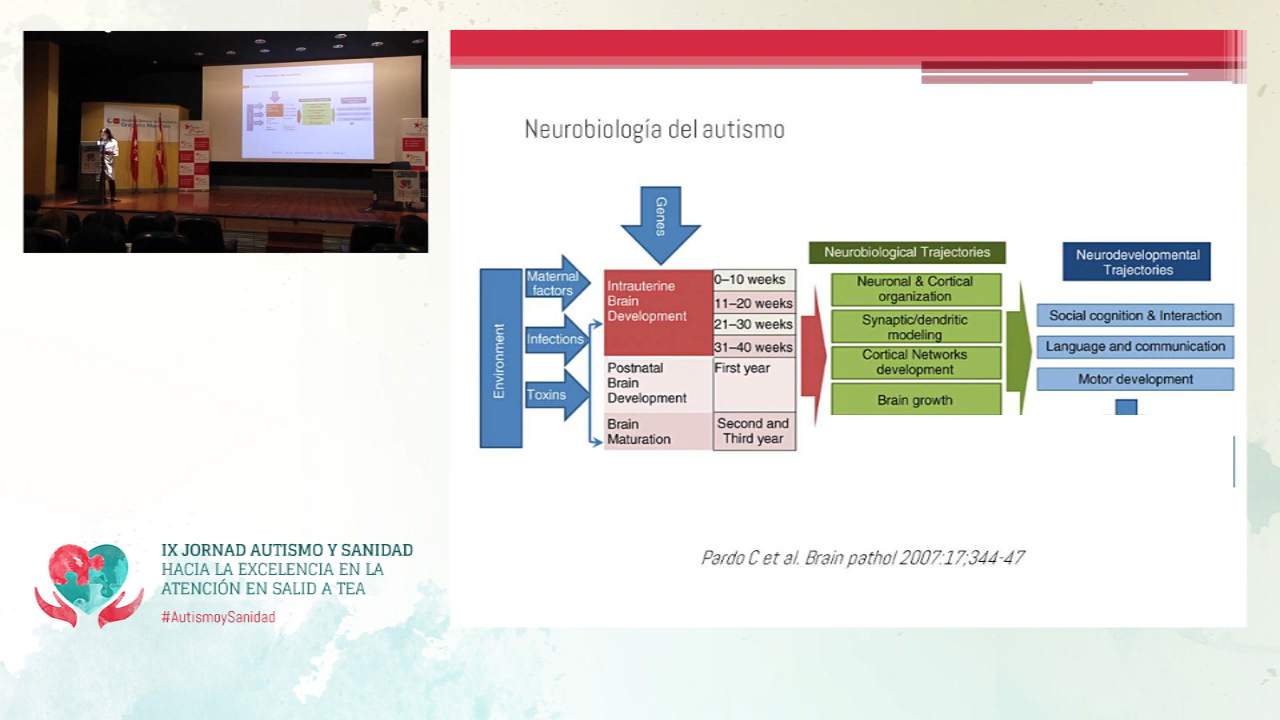 Neurobiología del autismo
Genes
Environment
Maternal
factors
Infections
Toxins
Intrauterine
Brain
Development
0–10 weeks
11–20 weeks
21–30 weeks
31–40 weeks
Postnatal
Brain
Development
First year
Brain
Maturation
Second and
Third year
Neurobiological Trajectories
Neuronal & Cortical
organization
Synaptic/dendritic
modeling
Cortical Networks
development
Brain growth
Neurodevelopmental
Trajectories
Social cognition & Interaction
Language and communication
Motor development
Pardo C et al. Brain pathol 2007:17;344-47
IX JORNAD AUTISMO Y SANIDAD
HACIA LA EXCELENCIA EN LA
ATENCIÓN EN SALID A TEA
#AutismoySanidad